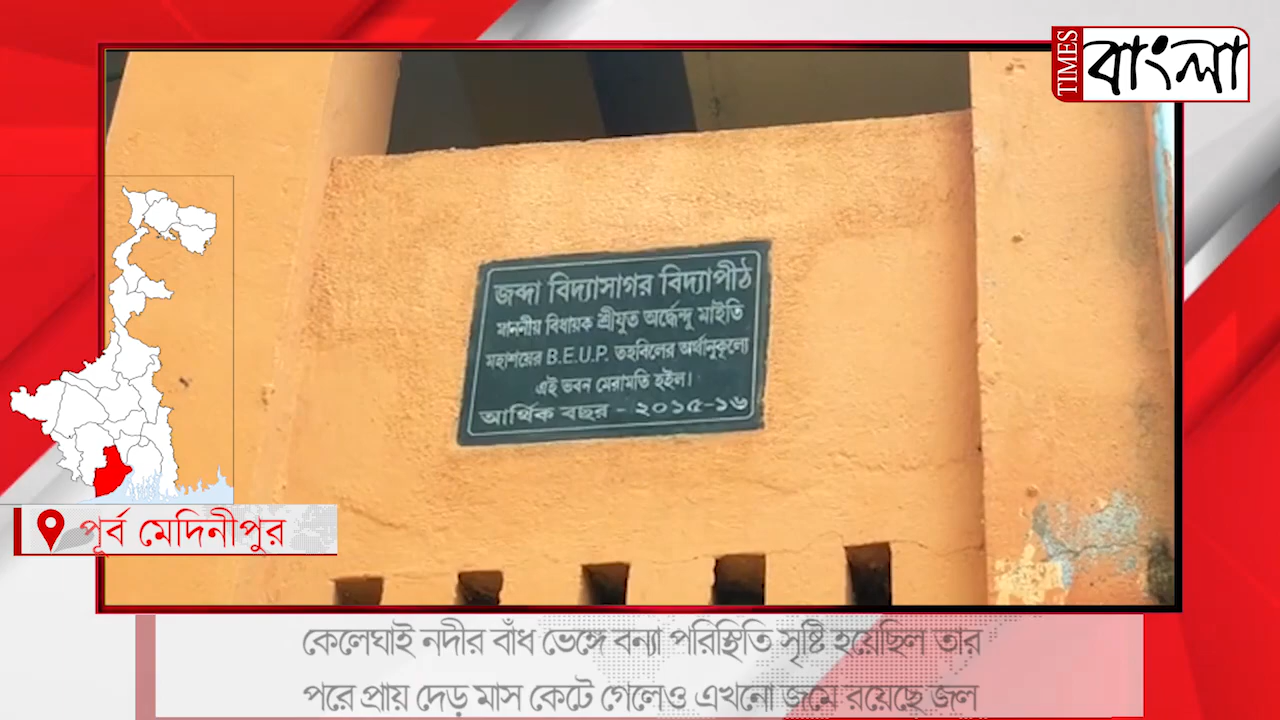 TIMES
বাংলা
জব্দা বিদ্যাসাগর বিদ্যাপীঠ
মাননীয় বিধায়ক শ্রীযুত অর্দ্ধেন্দু মাইতি
মহাশয়ের B.E.U.P. তহবিলের অর্থানুকূল্যে
এই ভবন মেরামতি হইল।
আর্থিক বছর - ২০১৫-১৬
পূর্ব মেদিনীপুর
কেলেঘাই নদীর বাঁধ ভেঙ্গে বন্যা পরিস্থিতি সৃষ্টি হয়েছিল তার
পরে প্রায় দেড় মাস কেটে গেলেও এখনো জমে রয়েছে জল